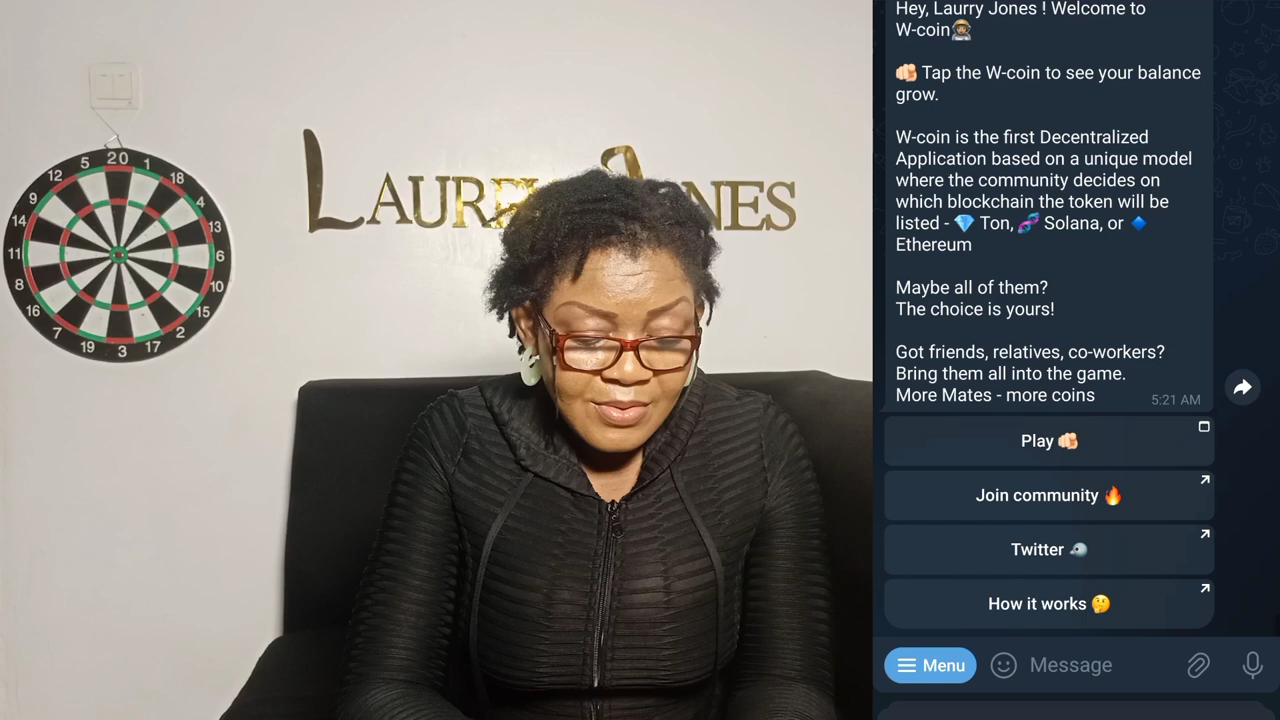 LAURRY JONES
20
1
18
4
13
6
10
15
2
17
3
19
7
16
8
11
14
9
12
5
Hey, Laurry Jones ! Welcome to
W-coin👨🏽‍🚀
🫵🏻 Tap the W-coin to see your balance
grow.
W-coin is the first Decentralized
Application based on a unique model
where the community decides on
which blockchain the token will be
listed - 💎 Ton, 🧬 Solana, or 🔹
Ethereum
Maybe all of them?
The choice is yours!
Got friends, relatives, co-workers?
Bring them all into the game.
More Mates - more coins
5:21 AM
Play 🫵🏻
Join community 🔥
Twitter 🐦
How it works 🤔
Menu
Message